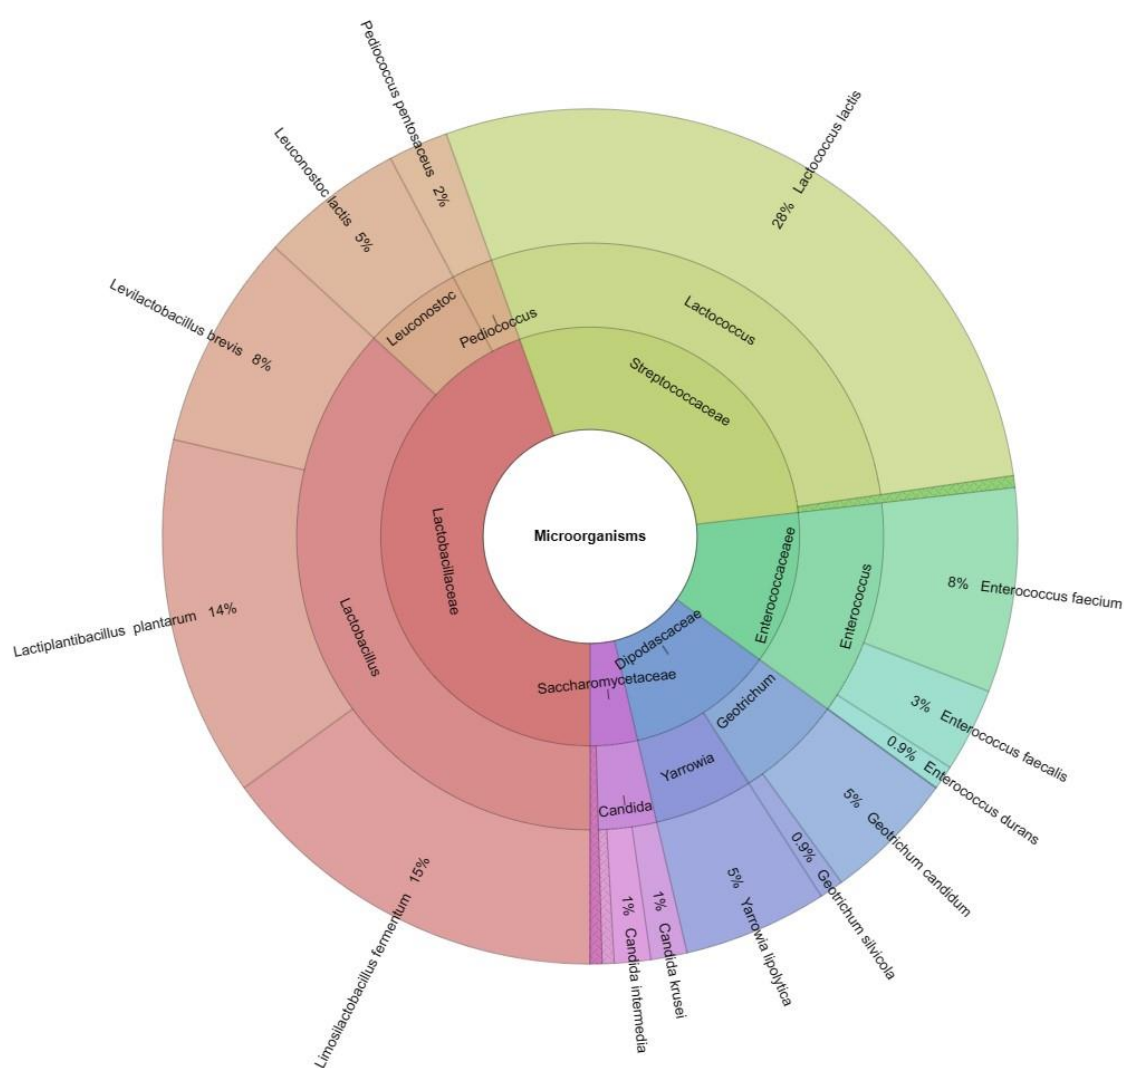 Microorganisms
Streptococcaceae
Lactococcus
28% Lactococcus lactis
Enterococcaceaee
Enterococcus
8% Enterococcus faecium
3% Enterococcus faecalis
0.9% Enterococcus durans
Dipodascaceae
Geotrichum
5% Geotrichum candidum
0.9% Geotrichum silvicola
Yarrowia
5% Yarrowia lipolytica
Saccharomycetaceae
Candida
1% Candida krusei
1% Candida intermedia
Lactobacillaceae
Lactobacillus
Limosilactobacillus fermentum 15%
Lactiplantibacillus plantarum 14%
Levilactobacillus brevis 8%
Leuconostoc
Leuconostoc lactis 5%
Pediococcus
Pediococcus pentosaceus 2%